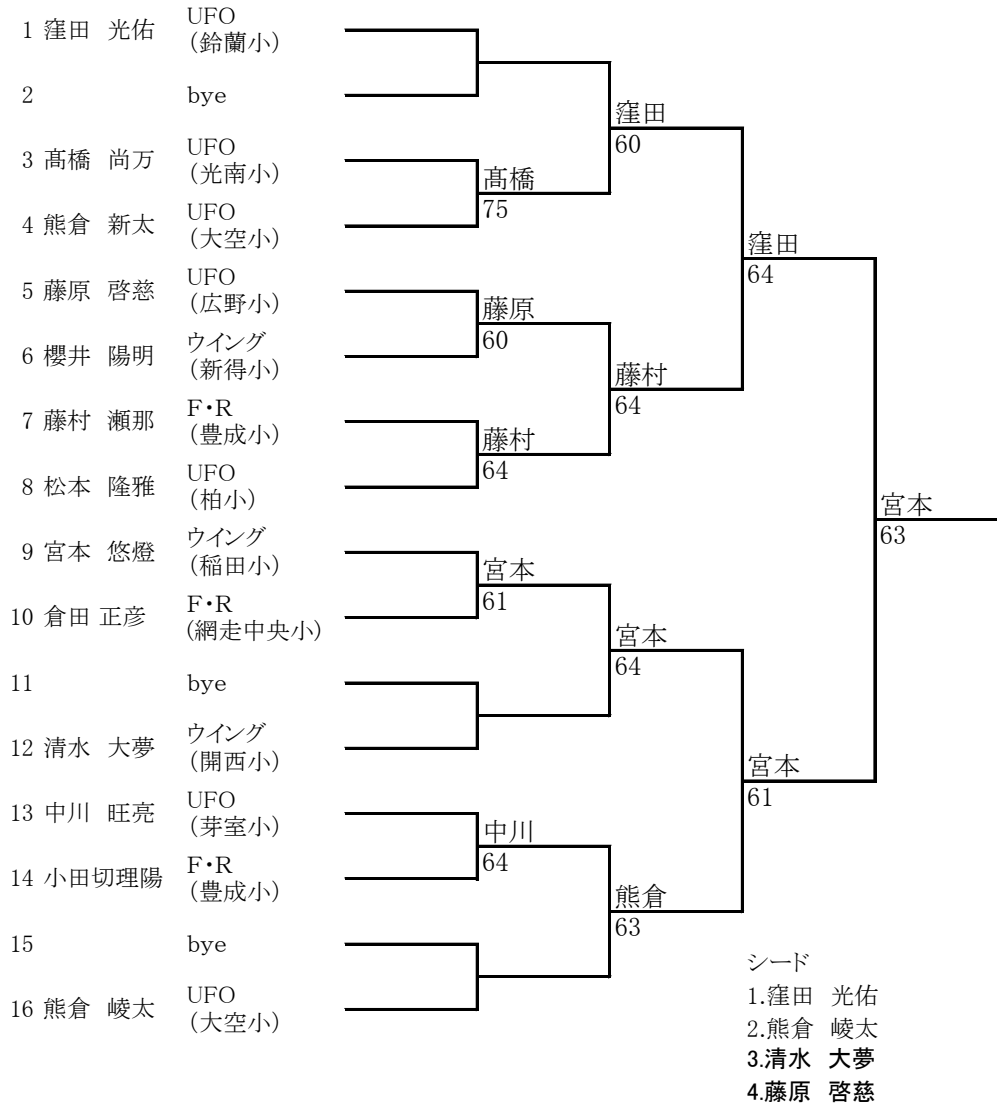 1 窪田 光佑 UFO
(鈴蘭小)
2 bye
窪田
60
3 髙橋 尚万 UFO
(光南小)
髙橋
75
4 熊倉 新太 UFO
(大空小)
窪田
64
5 藤原 啓慈 UFO
(広野小)
藤原
60
6 櫻井 陽明 ウイング
(新得小)
藤村
64
7 藤村 瀬那 F・R
(豊成小)
藤村
64
8 松本 隆雅 UFO
(柏小)
宮本
63
9 宮本 悠燈 ウイング
(稲田小)
宮本
61
10 倉田 正彦 F・R
(網走中央小)
宮本
64
11 bye
12 清水 大夢 ウイング
(開西小)
宮本
61
13 中川 旺亮 UFO
(芽室小)
中川
64
14 小田切理陽 F・R
(豊成小)
熊倉
63
15 bye
16 熊倉 崚太 UFO
(大空小)
シード
1.窪田 光佑
2.熊倉 崚太
3.清水 大夢
4.藤原 啓慈